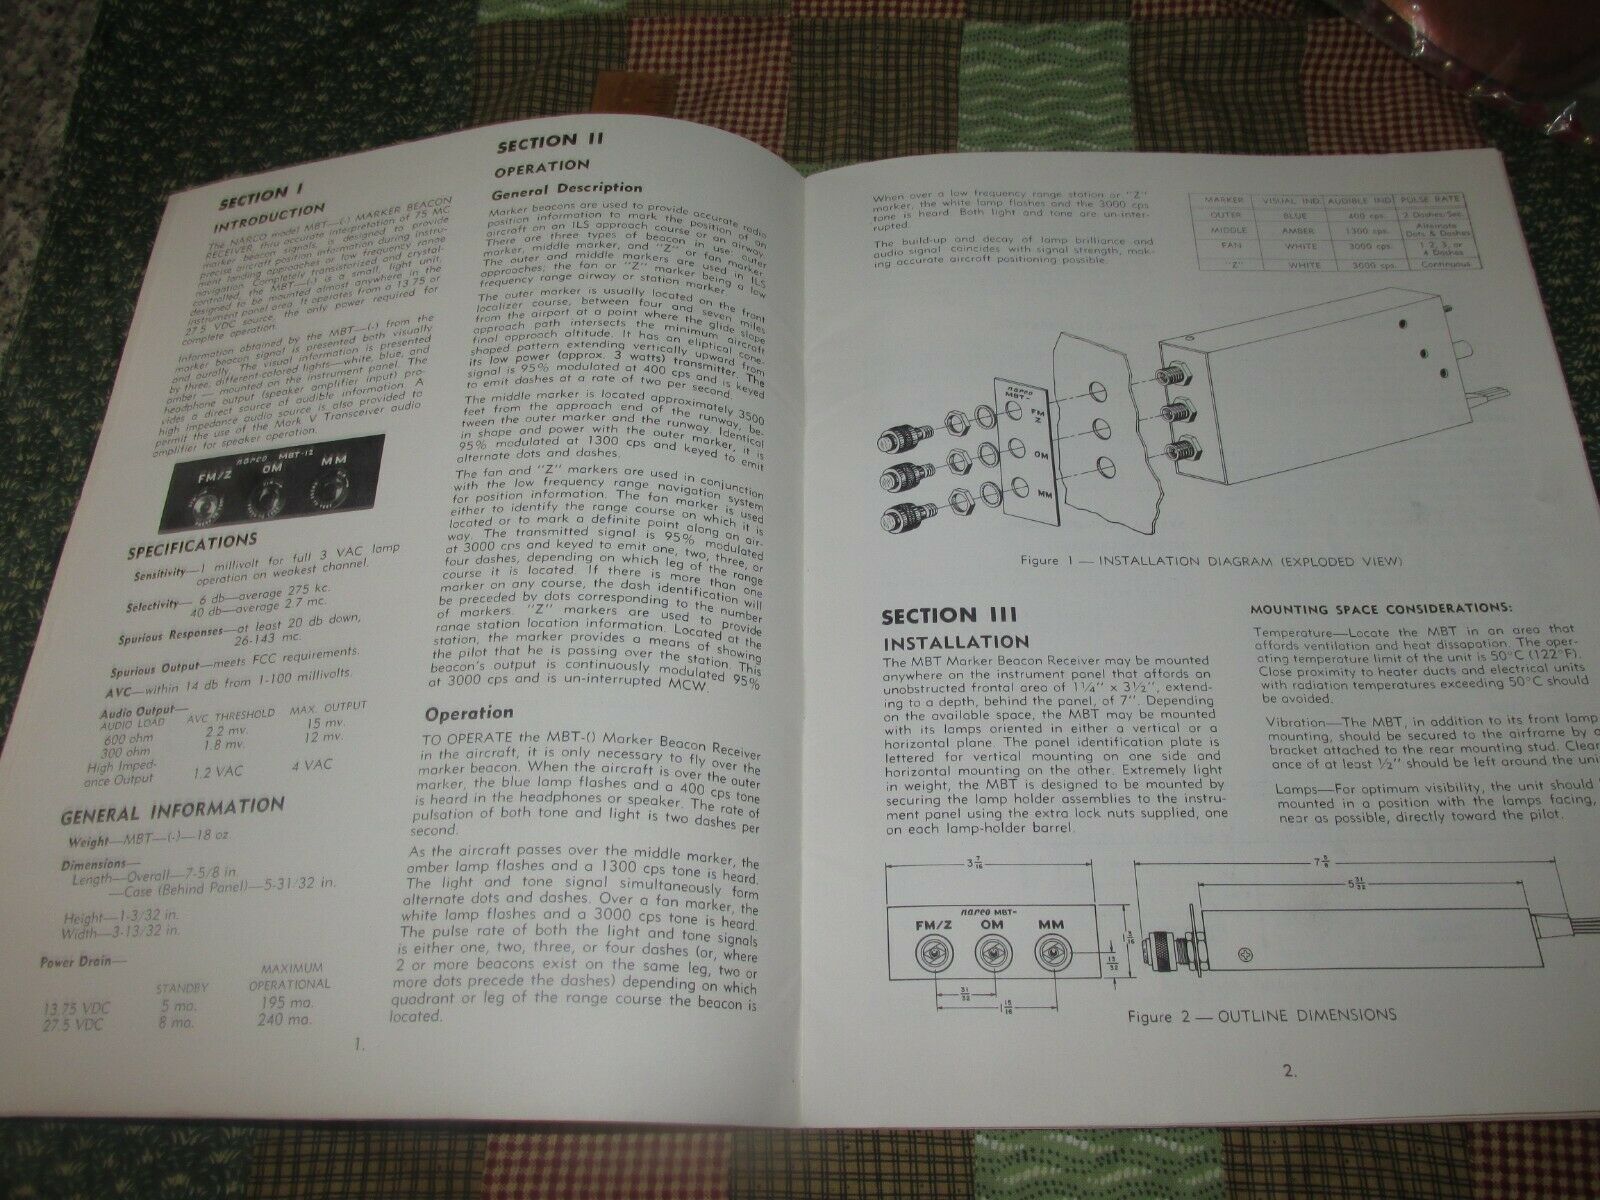 SECTION I
INTRODUCTION
The NARCO model MBT—(-) MARKER BEACON
RECEIVER, thru accurate interpretation of 75 MC
marker beacon signals, is designed to provide
precise aircraft position information during instru-
ment landing approaches or low frequency range
navigation. Completely transistorized and crystal-
controlled, the MBT—(-) is a small, light unit,
designed to be mounted almost anywhere in the
instrument panel area. It operates from a 13.75 or
27.5 VDC source, the only power required for
complete operation.
Information obtained by the MBT—(-) from the
marker beacon signal is presented both visually
and aurally. The visual information is presented
by three, different-colored lights—white, blue, and
amber — mounted on the instrument panel. The
headphone output (speaker amplifier input) pro-
vides a direct source of audible information. A
high impedance audio source is also provided to
permit the use of the Mark V Transceiver audio
amplifier for speaker operation.
narco MBT-12
FM/Z OM MM
SPECIFICATIONS
Sensitivity—1 millivolt for full 3 VAC lamp
operation on weakest channel.
Selectivity— 6 db—average 275 kc.
40 db—average 2.7 mc.
Spurious Responses—at least 20 db down,
26-143 mc.
Spurious Output—meets FCC requirements.
AVC—within 14 db from 1-100 millivolts.
Audio Output—
AUDIO LOAD AVC THRESHOLD MAX. OUTPUT
600 ohm 2.2 mv. 15 mv.
300 ohm 1.8 mv. 12 mv.
High Imped-
ance Output 1.2 VAC 4 VAC
GENERAL INFORMATION
Weight—MBT—(-)—18 oz.
Dimensions—
Length—Overall—7-5/8 in.
—Case (Behind Panel)—5-31/32 in.
Height—1-3/32 in.
Width—3-13/32 in.
Power Drain—
STANDBY MAXIMUM OPERATIONAL
13.75 VDC 5 ma. 195 ma.
27.5 VDC 8 ma. 240 ma.
1.
SECTION II
OPERATION
General Description
Marker beacons are used to provide accurate radio
position information to mark the position of an
aircraft on an ILS approach course or on an airway.
There are three types of beacon in use: outer
marker, middle marker, and "Z" or fan marker.
The outer and middle markers are used in ILS
approaches; the fan or "Z" marker being a low
frequency range airway or station marker.
The outer marker is usually located on the front
localizer course, between four and seven miles
from the airport at a point where the glide slope
approach path intersects the minimum aircraft
final approach altitude. It has an eliptical cone-
shaped pattern extending vertically upward from
its low power (approx. 3 watts) transmitter. The
signal is 95% modulated at 400 cps and is keyed
to emit dashes at a rate of two per second.
The middle marker is located approximately 3500
feet from the approach end of the runway, be-
tween the outer marker and the runway. Identical
in shape and power with the outer marker, it is
95% modulated at 1300 cps and keyed to emit
alternate dots and dashes.
The fan and "Z" markers are used in conjunction
with the low frequency range navigation system
for position information. The fan marker is used
either to identify the range course on which it is
located or to mark a definite point along an air-
way. The transmitted signal is 95% modulated
at 3000 cps and keyed to emit one, two, three, or
four dashes, depending on which leg of the range
course it is located. If there is more than one
marker on any course, the dash identification will
be preceded by dots corresponding to the number
of markers. "Z" markers are used to provide
range station location information. Located at the
station, the marker provides a means of showing
the pilot that he is passing over the station. This
beacon's output is continuously modulated 95%
at 3000 cps and is un-interrupted MCW.
Operation
TO OPERATE the MBT-() Marker Beacon Receiver
in the aircraft, it is only necessary to fly over the
marker beacon. When the aircraft is over the outer
marker, the blue lamp flashes and a 400 cps tone
is heard in the headphones or speaker. The rate of
pulsation of both tone and light is two dashes per
second.
As the aircraft passes over the middle marker, the
amber lamp flashes and a 1300 cps tone is heard.
The light and tone signal simultaneously form
alternate dots and dashes. Over a fan marker, the
white lamp flashes and a 3000 cps tone is heard.
The pulse rate of both the light and tone signals
is either one, two, three, or four dashes (or, where
2 or more beacons exist on the same leg, two or
more dots precede the dashes) depending on which
quadrant or leg of the range course the beacon is
located.
When over a low frequency range station or "Z"
marker, the white lamp flashes and the 3000 cps
tone is heard. Both light and tone are un-inter-
rupted.
The build-up and decay of lamp brilliance and
audio signal coincides with signal strength, mak-
ing accurate aircraft positioning possible.
MARKER VISUAL IND. AUDIBLE IND. PULSE RATE
OUTER BLUE 400 cps. 2 Dashes/Sec.
MIDDLE AMBER 1300 cps. Alternate Dots & Dashes
FAN WHITE 3000 cps. 1, 2, 3, or 4 Dashes
"Z" WHITE 3000 cps. Continuous
narco
MBT-
FM
Z
OM
MM
Figure 1 — INSTALLATION DIAGRAM (EXPLODED VIEW)
SECTION III
INSTALLATION
The MBT Marker Beacon Receiver may be mounted
anywhere on the instrument panel that affords an
unobstructed frontal area of 1¼" x 3½", extend-
ing to a depth, behind the panel, of 7". Depending
on the available space, the MBT may be mounted
with its lamps oriented in either a vertical or a
horizontal plane. The panel identification plate is
lettered for vertical mounting on one side and
horizontal mounting on the other. Extremely light
in weight, the MBT is designed to be mounted by
securing the lamp holder assemblies to the instru-
ment panel using the extra lock nuts supplied, one
on each lamp-holder barrel.
MOUNTING SPACE CONSIDERATIONS:
Temperature—Locate the MBT in an area that
affords ventilation and heat dissapation. The oper-
ating temperature limit of the unit is 50°C (122°F).
Close proximity to heater ducts and electrical units
with radiation temperatures exceeding 50°C should
be avoided.
Vibration—The MBT, in addition to its front lamp
mounting, should be secured to the airframe by a
bracket attached to the rear mounting stud. Clear-
ance of at least ½" should be left around the unit
Lamps—For optimum visibility, the unit should
mounted in a position with the lamps facing,
near as possible, directly toward the pilot.
3 7/16
7 5/8
5 31/32
narco MBT-
FM/Z OM MM
1 3/16
13/32
31/32
1 15/16
Figure 2 — OUTLINE DIMENSIONS
2.